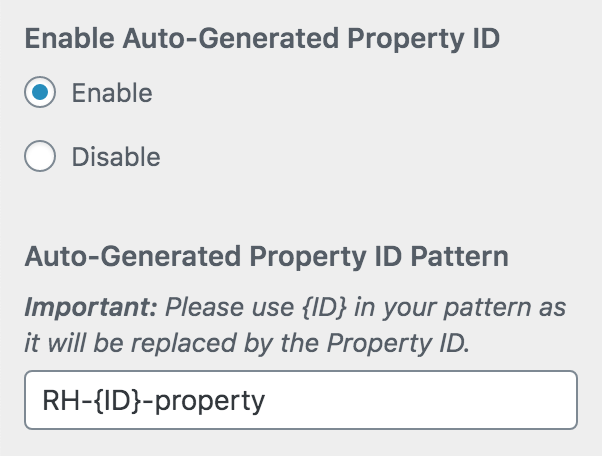 Enable Auto-Generated Property ID
Enable
Disable
Auto-Generated Property ID Pattern
Important: Please use {ID} in your pattern as
it will be replaced by the Property ID.
RH-{ID}-property